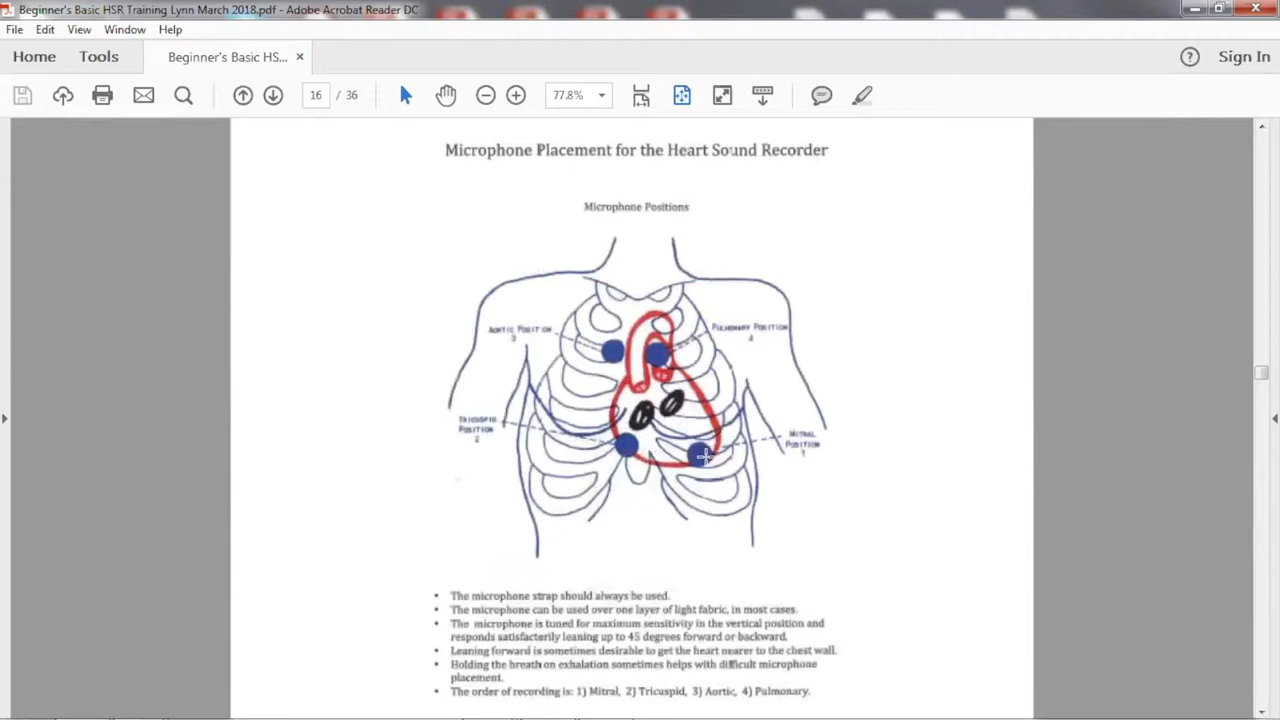 Beginner's Basic HSR Training Lynn March 2018.pdf - Adobe Acrobat Reader DC
File Edit View Window Help
Home Tools Beginner's Basic HS... × ? Sign In
16 / 36 77.8%
Microphone Placement for the Heart Sound Recorder
Microphone Positions
AORTIC POSITION
3
PULMONARY POSITION
4
TRICUSPID
POSITION
2
MITRAL
POSITION
1
• The microphone strap should always be used.
• The microphone can be used over one layer of light fabric, in most cases.
• The microphone is tuned for maximum sensitivity in the vertical position and
responds satisfactorily leaning up to 45 degrees forward or backward.
• Leaning forward is sometimes desirable to get the heart nearer to the chest wall.
• Holding the breath on exhalation sometimes helps with difficult microphone
placement.
• The order of recording is: 1) Mitral, 2) Tricuspid, 3) Aortic, 4) Pulmonary.